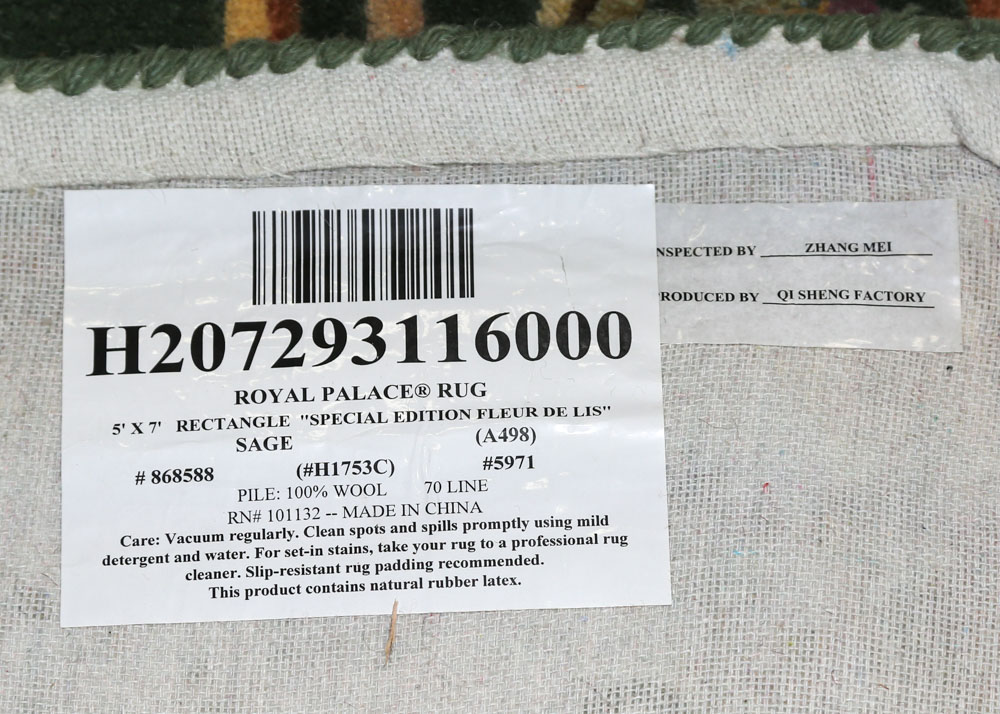 H207293116000
ROYAL PALACE® RUG
5' X 7' RECTANGLE "SPECIAL EDITION FLEUR DE LIS"
SAGE (A498)
# 868588 (#H1753C) #5971
PILE: 100% WOOL 70 LINE
RN# 101132 -- MADE IN CHINA
Care: Vacuum regularly. Clean spots and spills promptly using mild
detergent and water. For set-in stains, take your rug to a professional rug
cleaner. Slip-resistant rug padding recommended.
This product contains natural rubber latex.
NSPECTED BY ZHANG MEI
RODUCED BY QI SHENG FACTORY